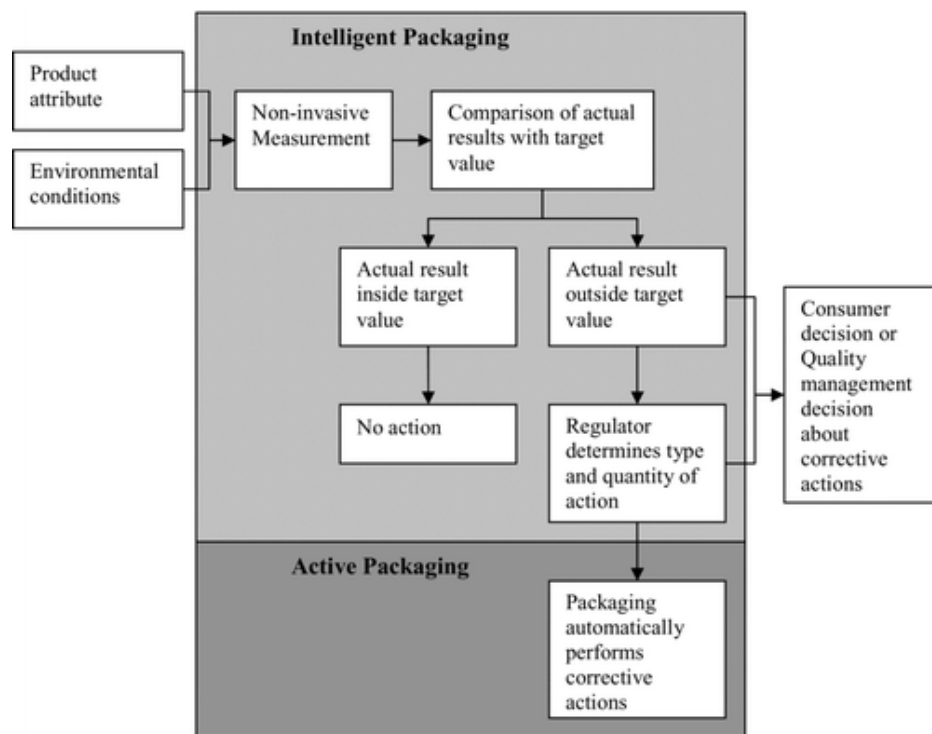 Intelligent Packaging
Product
attribute
Environmental
conditions
Non-invasive
Measurement
Comparison of actual
results with target
value
Actual result
inside target
value
Actual result
outside target
value
No action
Regulator
determines type
and quantity of
action
Consumer
decision or
Quality
management
decision
about
corrective
actions
Active Packaging
Packaging
automatically
performs
corrective
actions